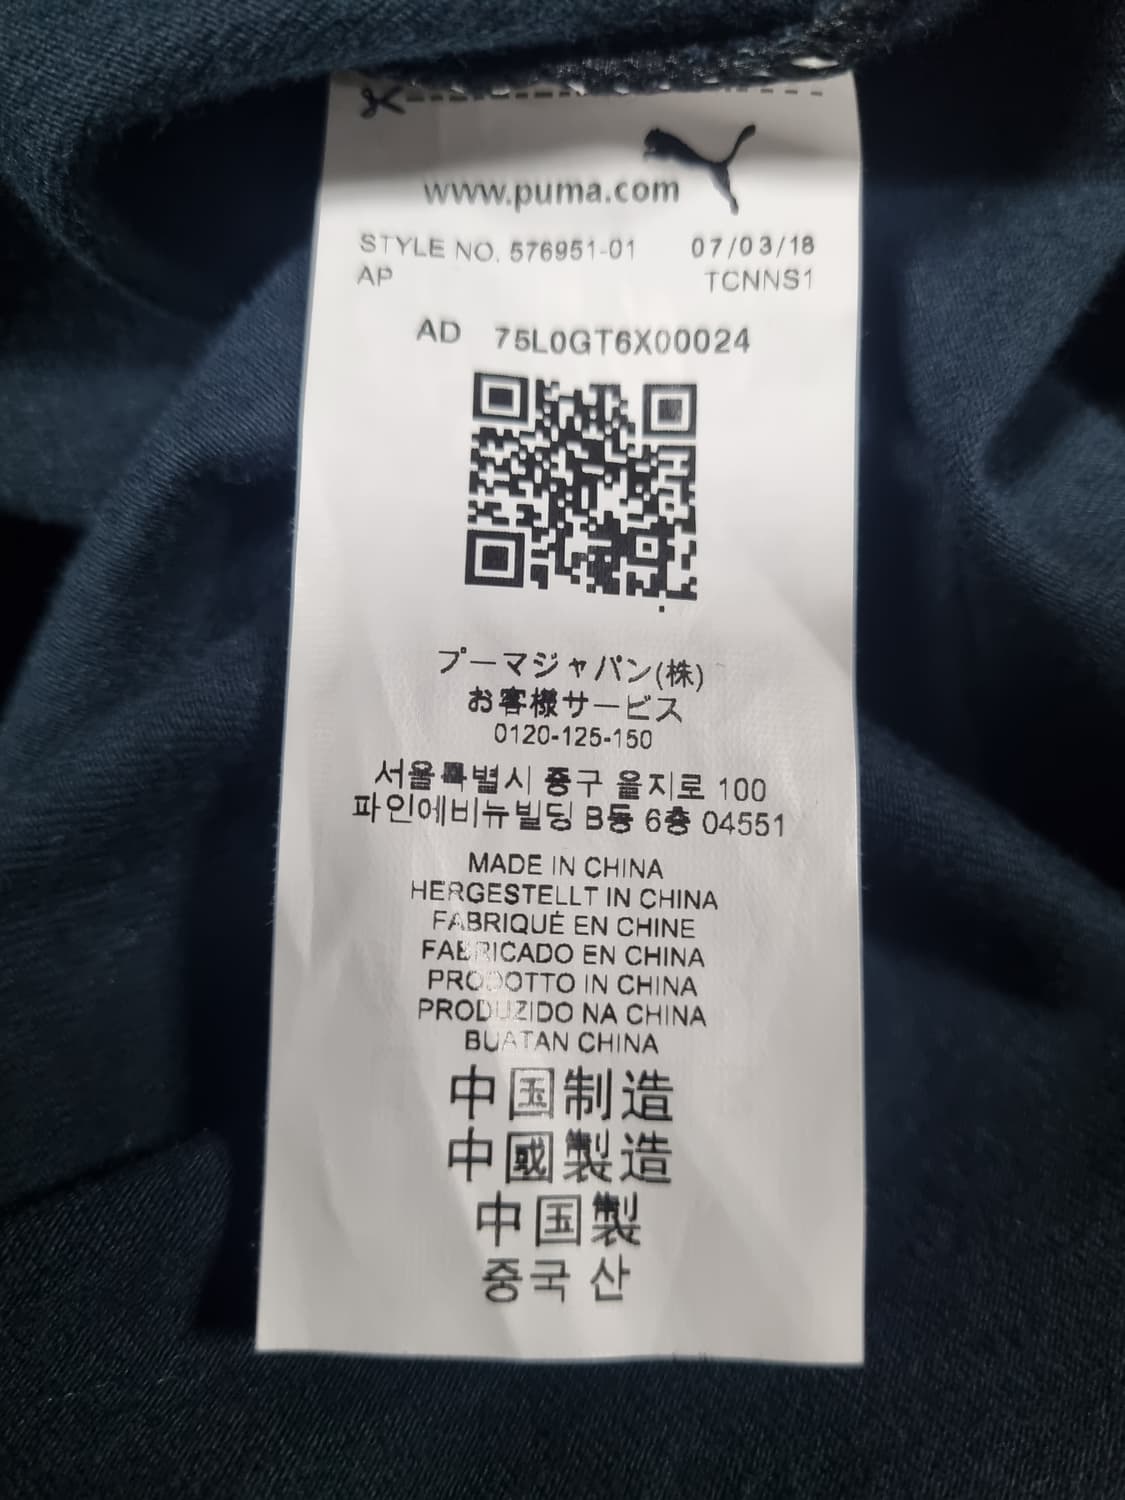 www.puma.com
STYLE NO. 576951-01 07/03/18
AP TCNNS1
AD 75L0GT6X00024
プーマジャパン(株)
お客様サービス
0120-125-150
서울특별시 중구 을지로 100
파인에비뉴빌딩 B동 6층 04551
MADE IN CHINA
HERGESTELLT IN CHINA
FABRIQUÉ EN CHINE
FABRICADO EN CHINA
PRODOTTO IN CHINA
PRODUZIDO NA CHINA
BUATAN CHINA
中国制造
中國製造
中国製
중국 산